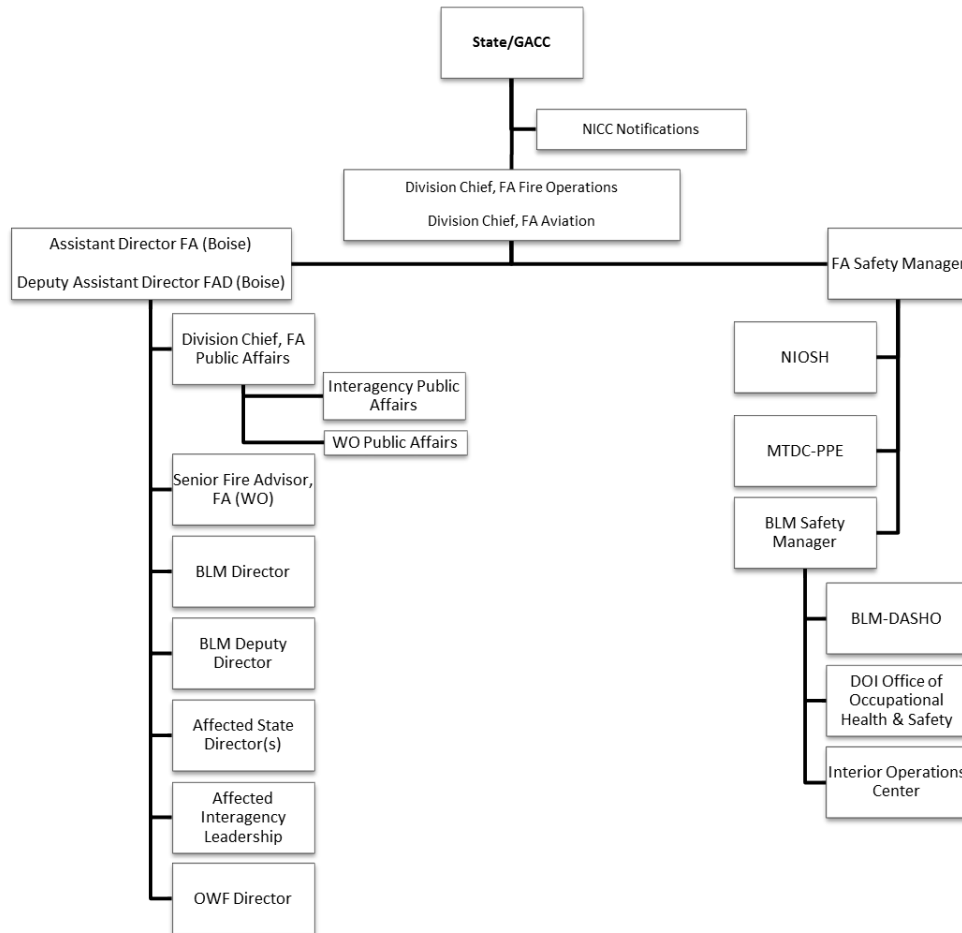 State/GACC
NICC Notifications
Division Chief, FA Fire Operations
Division Chief, FA Aviation
Assistant Director FA (Boise)
Deputy Assistant Director FAD (Boise)
FA Safety Manager
Division Chief, FA
Public Affairs
Interagency Public
Affairs
WO Public Affairs
Senior Fire Advisor,
FA (WO)
BLM Director
BLM Deputy
Director
Affected State
Director(s)
Affected
Interagency
Leadership
OWF Director
NIOSH
MTDC-PPE
BLM Safety
Manager
BLM-DASHO
DOI Office of
Occupational
Health & Safety
Interior Operations
Center